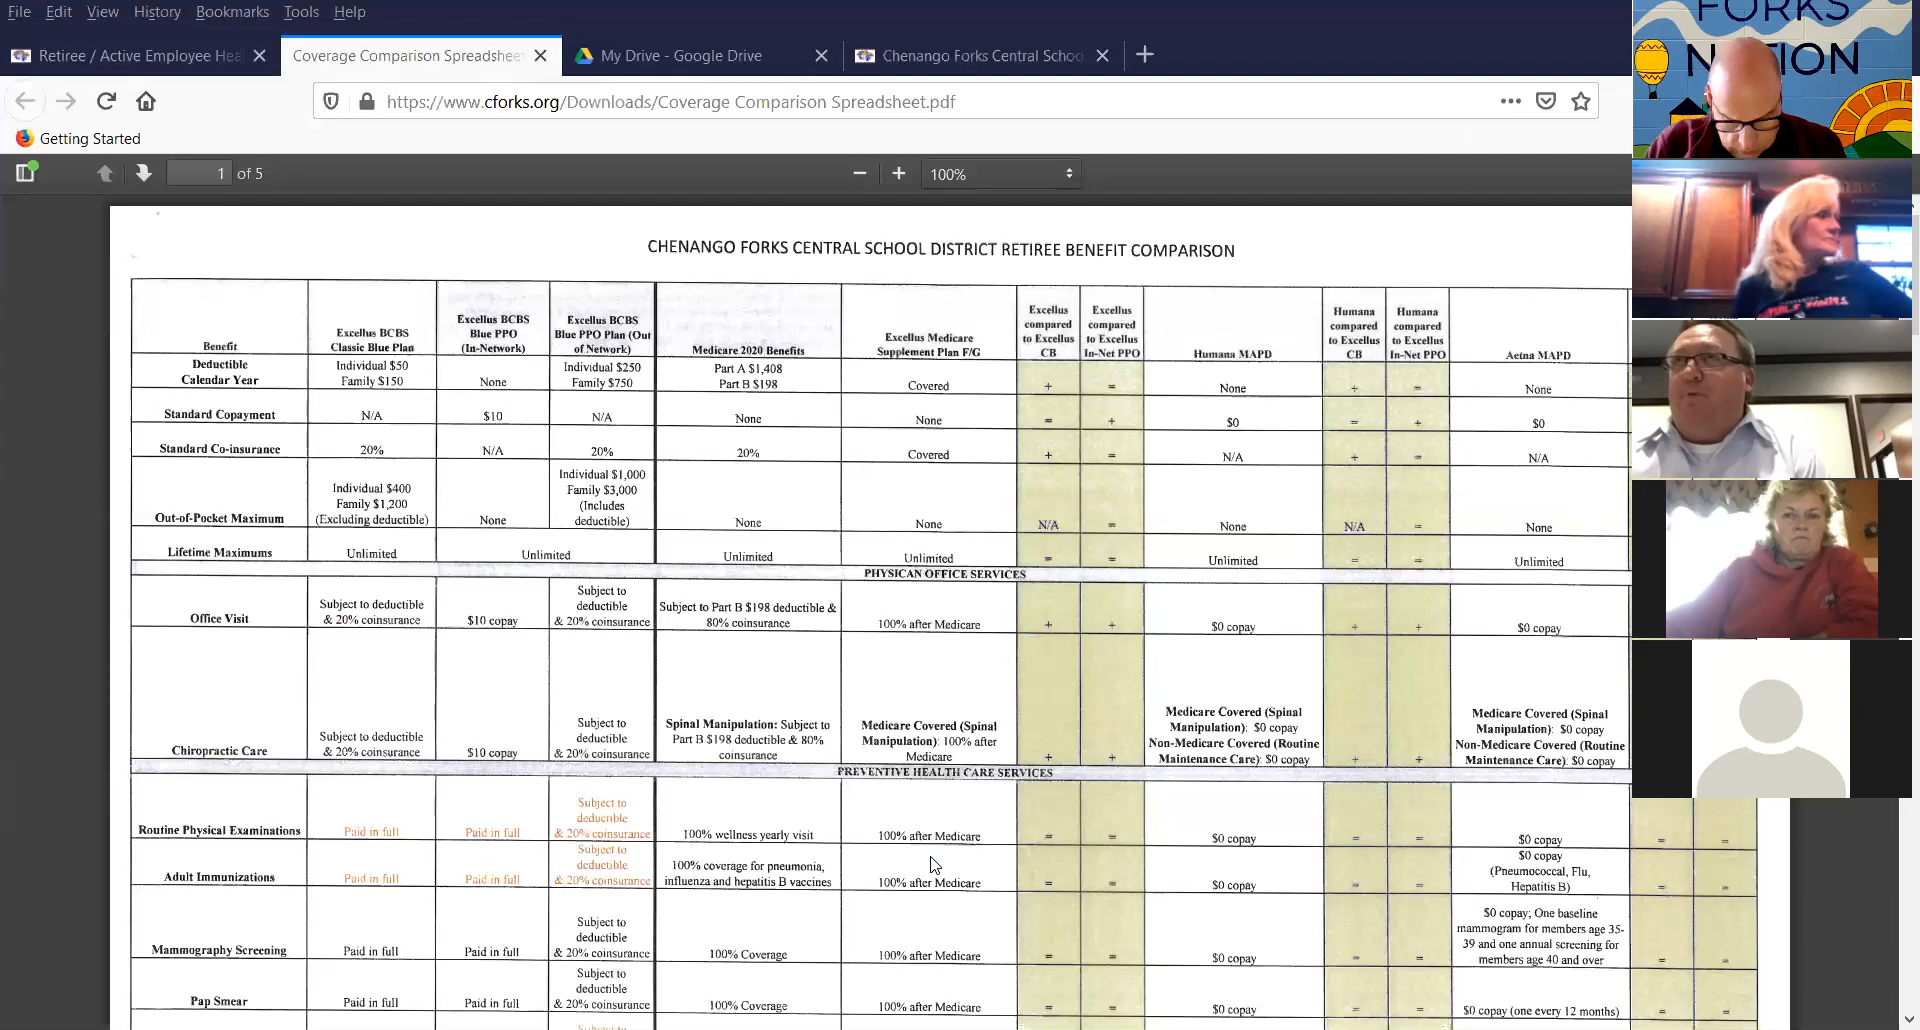 File Edit View History Bookmarks Tools Help
Retiree / Active Employee Hea
Coverage Comparison Spreadsheet
My Drive - Google Drive
Chenango Forks Central Schoo
https://www.cforks.org/Downloads/Coverage Comparison Spreadsheet.pdf
Getting Started
1 of 5
100%
FORKS
NATION
CHENANGO FORKS CENTRAL SCHOOL DISTRICT RETIREE BENEFIT COMPARISON
Benefit
Excellus BCBS
Classic Blue Plan
Excellus BCBS
Blue PPO
(In-Network)
Excellus BCBS
Blue PPO Plan (Out
of Network)
Medicare 2020 Benefits
Excellus Medicare
Supplement Plan F/G
Excellus
compared
to Excellus
CB
Excellus
compared
to Excellus
In-Net PPO
Humana MAPD
Humana
compared
to Excellus
CB
Humana
compared
to Excellus
In-Net PPO
Aetna MAPD
Deductible
Calendar Year
Individual $50
Family $150
None
Individual $250
Family $750
Part A $1,408
Part B $198
Covered
+
=
None
+
=
None
Standard Copayment
N/A
$10
N/A
None
None
=
+
$0
=
+
$0
Standard Co-insurance
20%
N/A
20%
20%
Covered
+
=
N/A
+
=
N/A
Out-of-Pocket Maximum
Individual $400
Family $1,200
(Excluding deductible)
None
Individual $1,000
Family $3,000
(Includes
deductible)
None
None
N/A
=
None
N/A
=
None
Lifetime Maximums
Unlimited
Unlimited
Unlimited
Unlimited
=
=
Unlimited
=
=
Unlimited
PHYSICAN OFFICE SERVICES
Office Visit
Subject to deductible
& 20% coinsurance
$10 copay
Subject to
deductible
& 20% coinsurance
Subject to Part B $198 deductible &
80% coinsurance
100% after Medicare
+
+
$0 copay
+
+
$0 copay
Chiropractic Care
Subject to deductible
& 20% coinsurance
$10 copay
Subject to
deductible
& 20% coinsurance
Spinal Manipulation: Subject to
Part B $198 deductible & 80%
coinsurance
Medicare Covered (Spinal
Manipulation): 100% after
Medicare
+
+
Medicare Covered (Spinal
Manipulation): $0 copay
Non-Medicare Covered (Routine
Maintenance Care): $0 copay
+
+
Medicare Covered (Spinal
Manipulation): $0 copay
Non-Medicare Covered (Routine
Maintenance Care): $0 copay
PREVENTIVE HEALTH CARE SERVICES
Routine Physical Examinations
Paid in full
Paid in full
Subject to
deductible
& 20% coinsurance
100% wellness yearly visit
100% after Medicare
=
=
$0 copay
=
=
$0 copay
=
=
Adult Immunizations
Paid in full
Paid in full
Subject to
deductible
& 20% coinsurance
100% coverage for pneumonia,
influenza and hepatitis B vaccines
100% after Medicare
=
=
$0 copay
=
=
$0 copay
(Pneumococcal, Flu,
Hepatitis B)
=
=
Mammography Screening
Paid in full
Paid in full
Subject to
deductible
& 20% coinsurance
100% Coverage
100% after Medicare
=
=
$0 copay
=
=
$0 copay; One baseline
mammogram for members age 35-
39 and one annual screening for
members age 40 and over
=
=
Pap Smear
Paid in full
Paid in full
Subject to
deductible
& 20% coinsurance
100% Coverage
100% after Medicare
=
=
$0 copay
=
=
$0 copay (one every 12 months)
=
=
Subject to